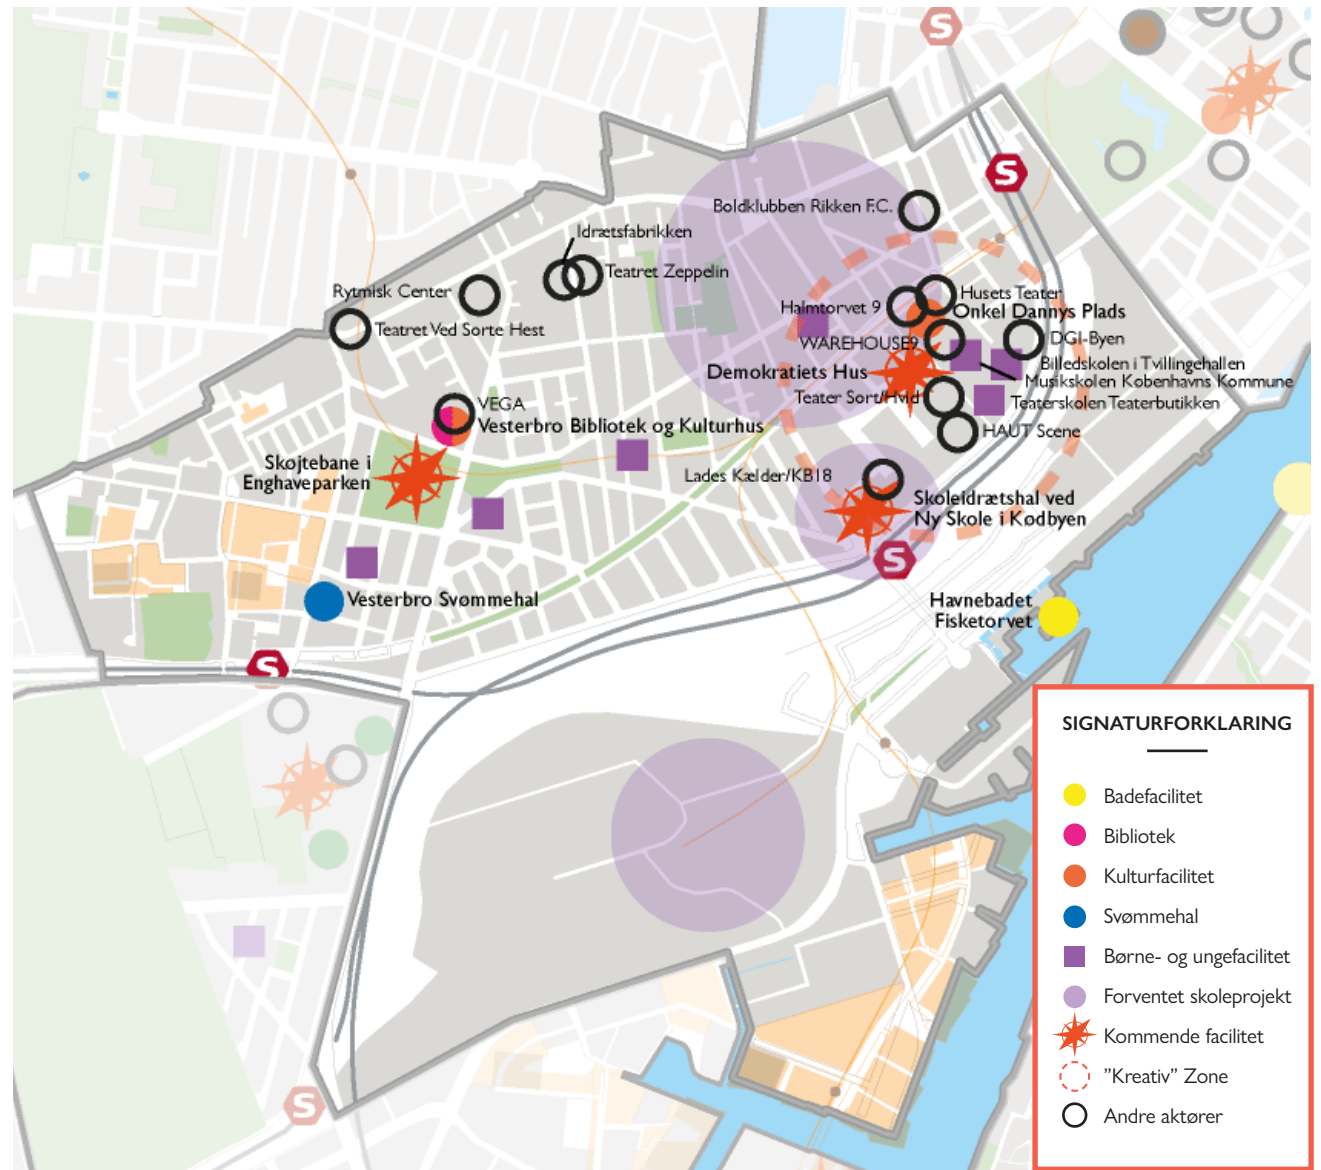 S
S
Boldklubben Rikken F.C.
Idrætsfabrikken
Teatret Zeppelin
Rytmisk Center
Teatret Ved Sorte Hest
Halmtorvet 9
Husets Teater
Onkel Dannys Plads
WAREHOUSE9
DGI-Byen
Billedskolen i Tvillingehallen
Demokratiets Hus
Musikskolen Københavns Kommune
Teater Sort/Hvid
Teaterskolen Teaterbutikken
VEGA
Vesterbro Bibliotek og Kulturhus
HAUT Scene
Skøjtebane i
Enghaveparken
Lades Kælder/KB18
Skoleidrætshal ved
Ny Skole i Kødbyen
S
Vesterbro Svømmehal
Havnebadet
Fisketorvet
S
S
SIGNATURFORKLARING
Badefacilitet
Bibliotek
Kulturfacilitet
Svømmehal
Børne- og ungefacilitet
Forventet skoleprojekt
Kommende facilitet
”Kreativ” Zone
Andre aktører